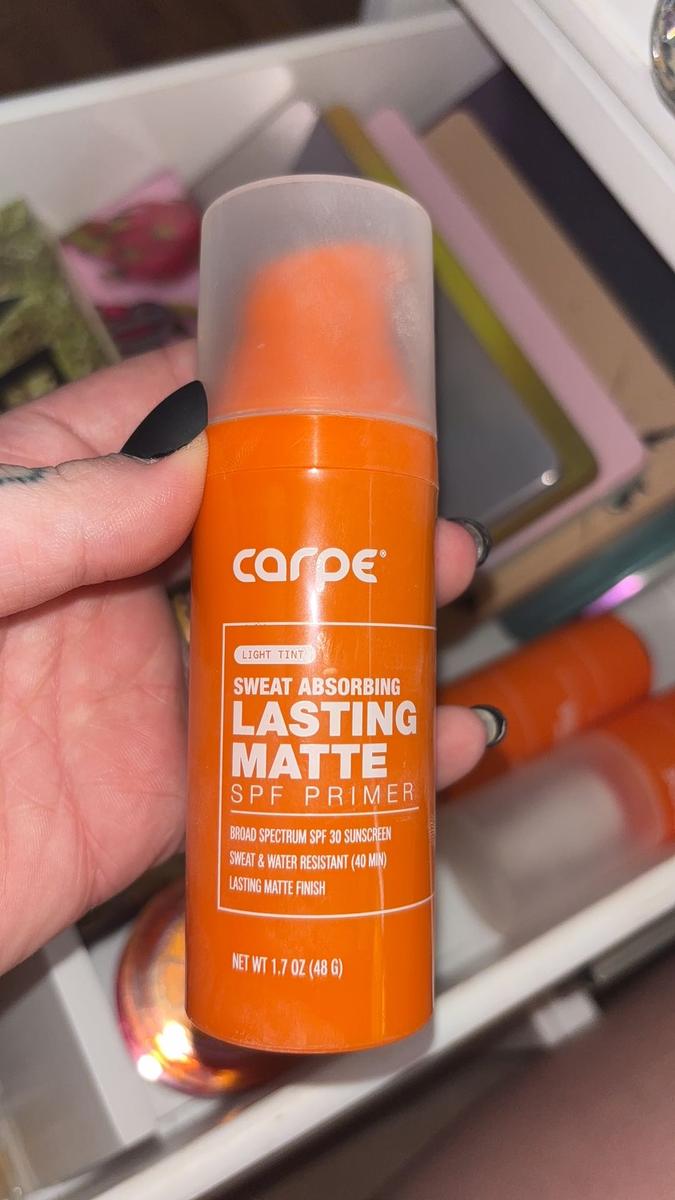 carpe®
LIGHT TINT
SWEAT ABSORBING
LASTING
MATTE
SPF PRIMER
BROAD SPECTRUM SPF 30 SUNSCREEN
SWEAT & WATER RESISTANT (40 MIN)
LASTING MATTE FINISH
NET WT 1.7 OZ (48 G)